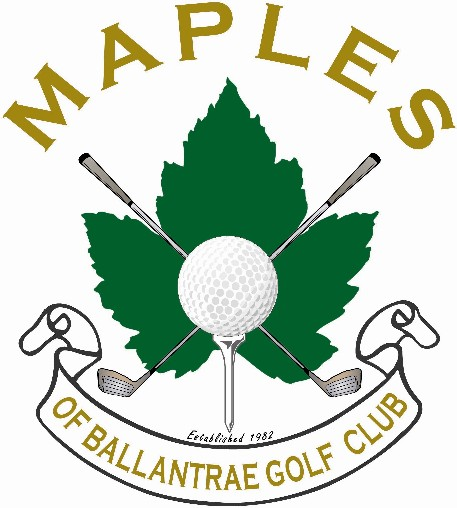 MAPLES
Established 1982
OF BALLANTRAE GOLF CLUB